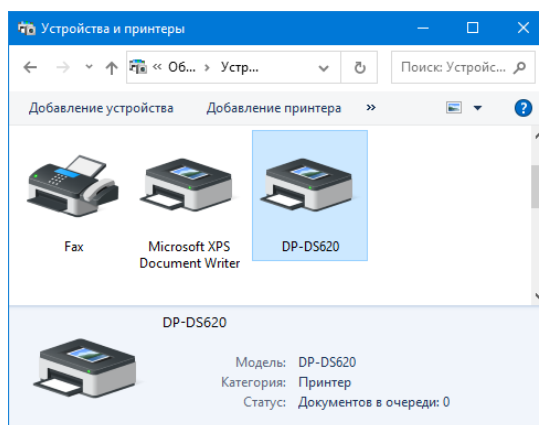 Устройства и принтеры
« Об... › Устр...
Поиск: Устройс...
Добавление устройства Добавление принтера »
Fax
Microsoft XPS
Document Writer
DP-DS620
DP-DS620
Модель: DP-DS620
Категория: Принтер
Статус: Документов в очереди: 0